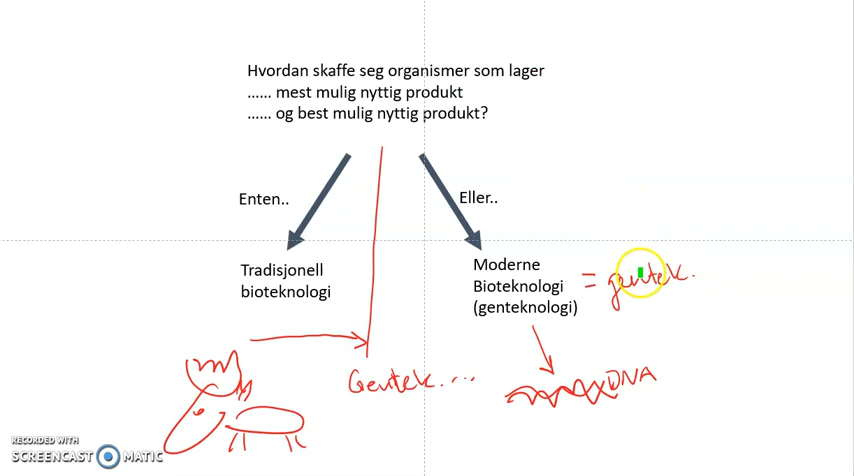 Hvordan skaffe seg organismer som lager
...... mest mulig nyttig produkt
...... og best mulig nyttig produkt?
Enten..
Eller..
Tradisjonell
bioteknologi
Moderne
Bioteknologi
(genteknologi)
= gentek.
Gentek....
DNA
RECORDED WITH
SCREENCAST MATIC